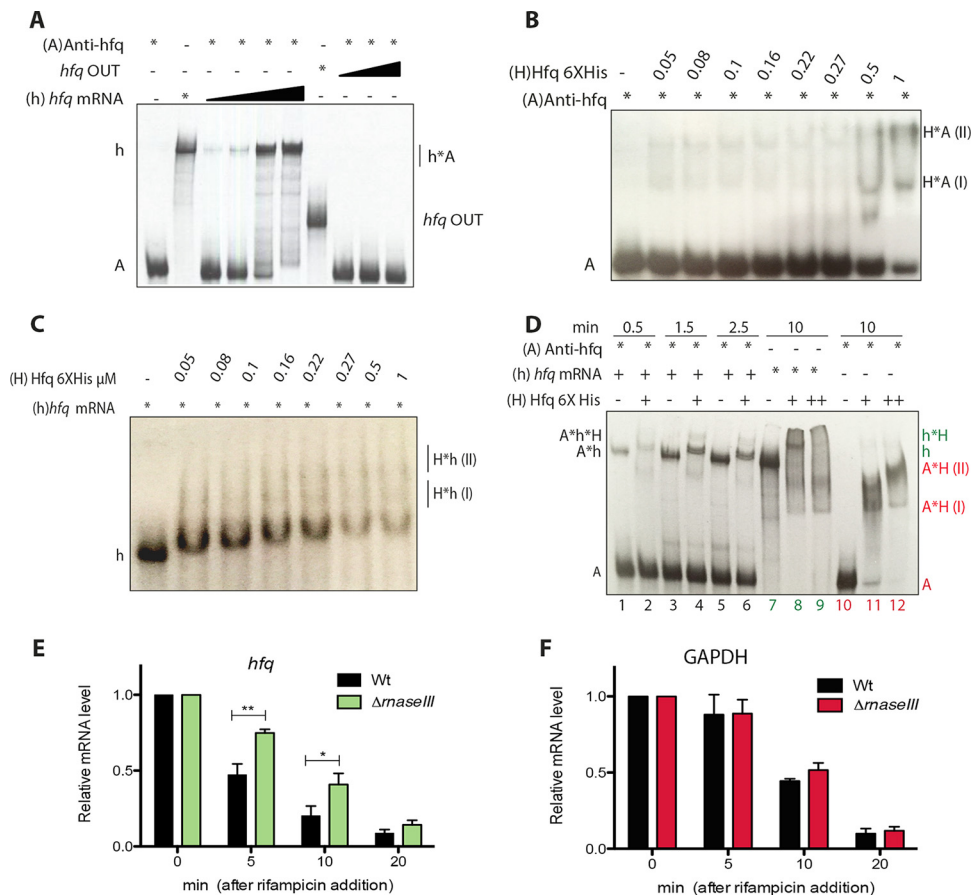 A
(A)Anti-hfq * - * * * * - * * *
hfq OUT - - - - - - *
(h) hfq mRNA - * - - - -
h
h*A
hfq OUT
A
B
(H)Hfq 6XHis - 0.05 0.08 0.1 0.16 0.22 0.27 0.5 1
(A)Anti-hfq * * * * * * * * *
H*A (II)
H*A (I)
A
C
(H) Hfq 6XHis μM - 0.05 0.08 0.1 0.16 0.22 0.27 0.5 1
(h)hfq mRNA * * * * * * * * *
H*h (II)
H*h (I)
h
D
min 0.5 1.5 2.5 10 10
(A) Anti-hfq * * * * * * - - - * * *
(h) hfq mRNA + + + + + + * * * - - -
(H) Hfq 6X His - + - + - + - + ++ - + ++
A*h*H
A*h
h*H
h
A*H (II)
A*H (I)
A
A
1 2 3 4 5 6 7 8 9 10 11 12
E
hfq
Wt
ΔrnaseIII
Relative mRNA level
1.0
0.5
0.0
**
*
0 5 10 20
min (after rifampicin addition)
F
GAPDH
Wt
ΔrnaseIII
Relative mRNA level
1.0
0.5
0.0
0 5 10 20
min (after rifampicin addition)